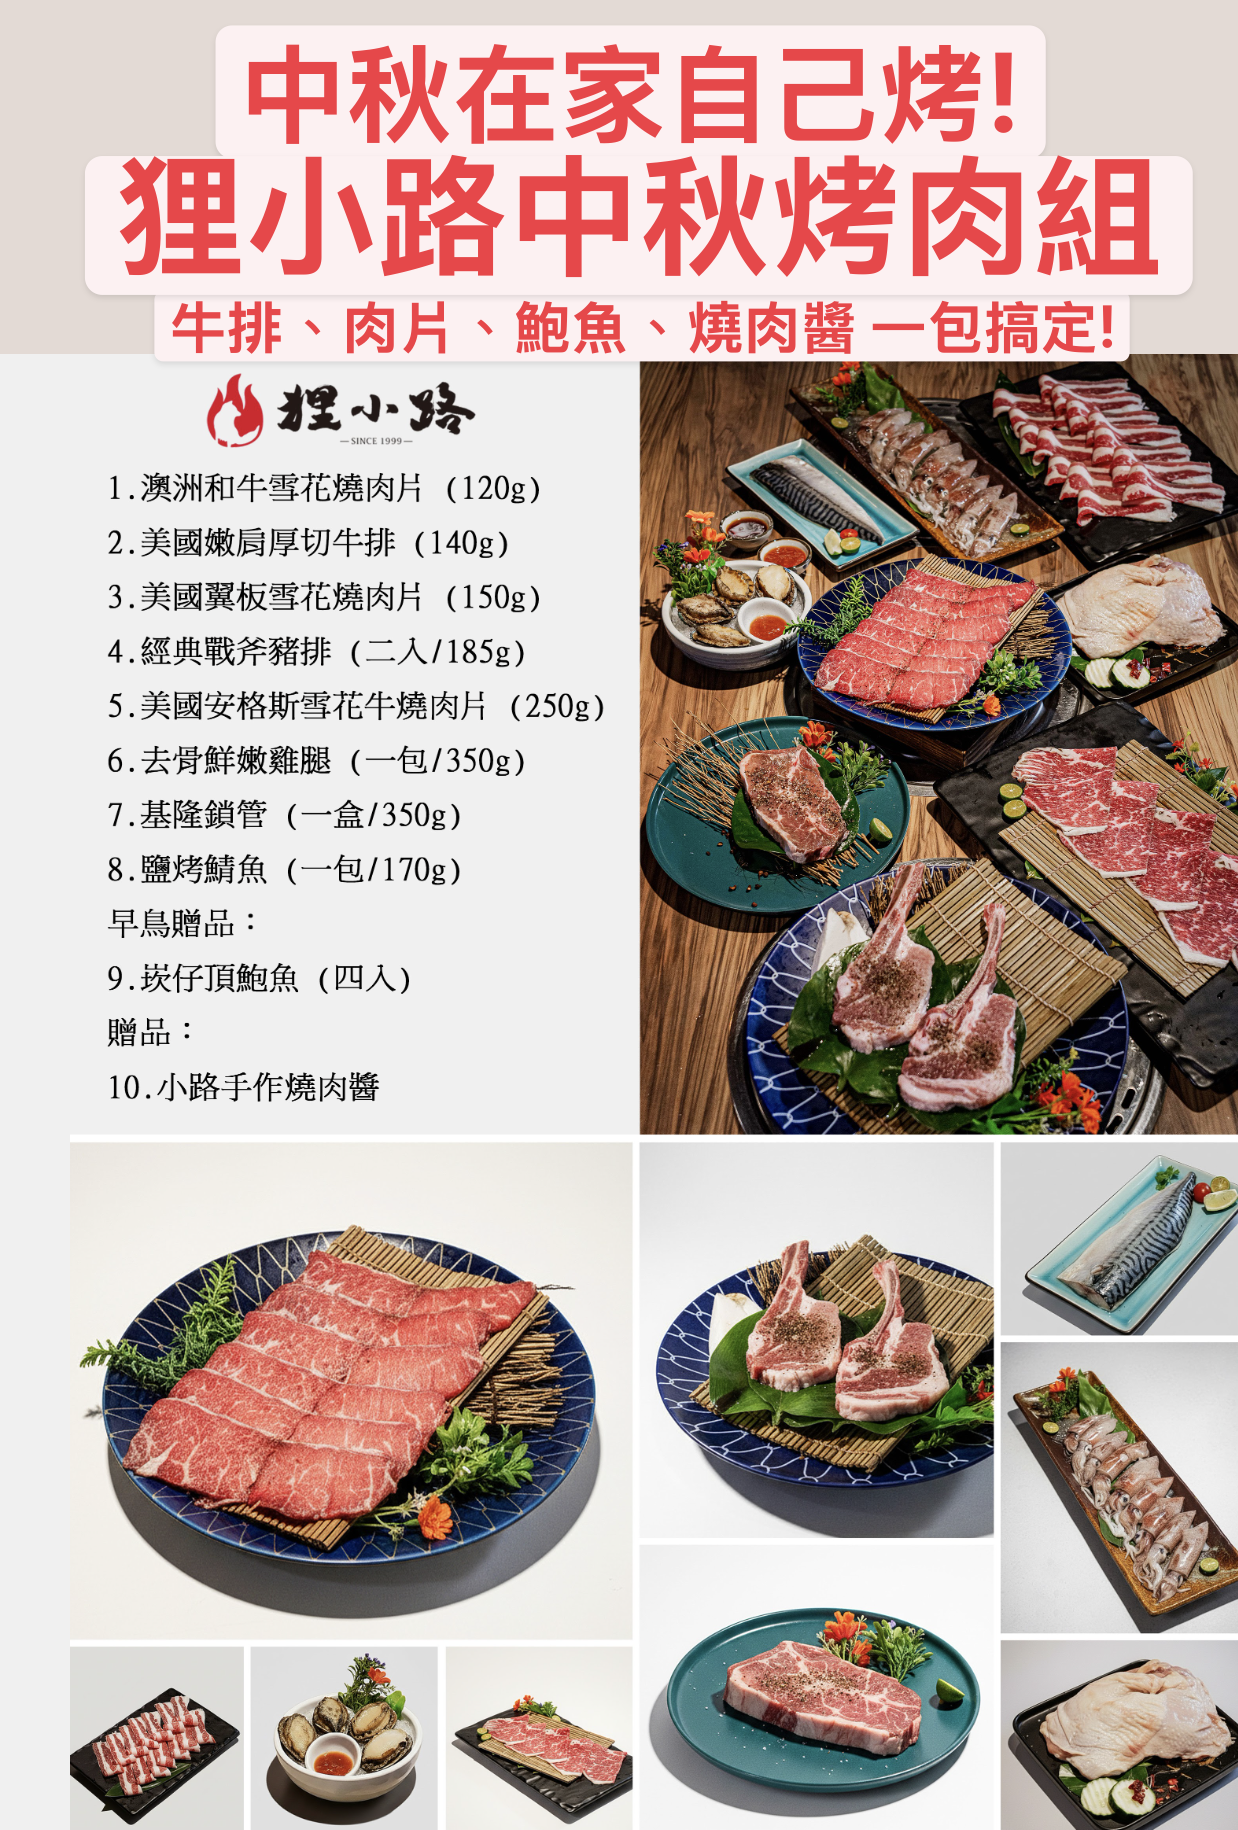 中秋在家自己烤!
狸小路中秋烤肉組
牛排、肉片、鮑魚、燒肉醬 一包搞定!
狸小路
—SINCE 1999—
1.澳洲和牛雪花燒肉片 (120g)
2.美國嫩肩厚切牛排 (140g)
3.美國翼板雪花燒肉片 (150g)
4.經典戰斧豬排 (二入/185g)
5.美國安格斯雪花牛燒肉片 (250g)
6.去骨鮮嫩雞腿 (一包/350g)
7.基隆鎖管 (一盒/350g)
8.鹽烤鯖魚 (一包/170g)
早鳥贈品：
9.崁仔頂鮑魚 (四入)
贈品：
10.小路手作燒肉醬